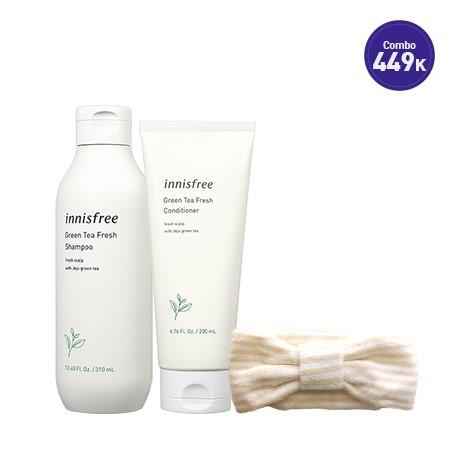 Combo
449K
innisfree
Green Tea Fresh
Shampoo
fresh scalp
with Jeju green tea
10.48 FL Oz. / 310 mL
innisfree
Green Tea Fresh
Conditioner
fresh scalp
with Jeju green tea
6.76 FL Oz. / 200 mL